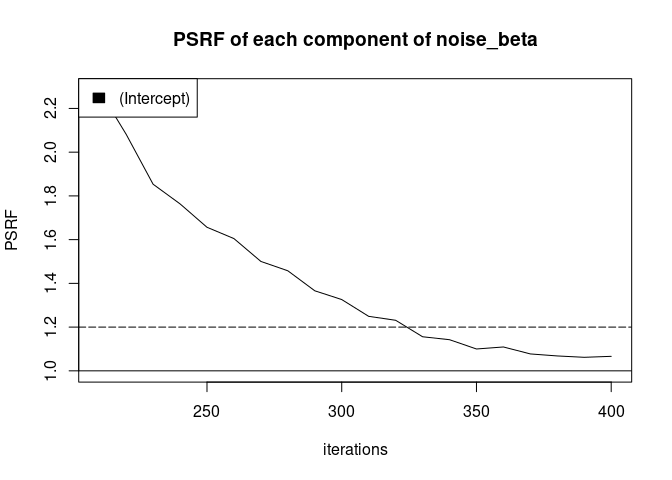 PSRF of each component of noise_beta
(Intercept)
2.2
2.0
1.8
1.6
1.4
1.2
1.0
PSRF
250 300 350 400
iterations